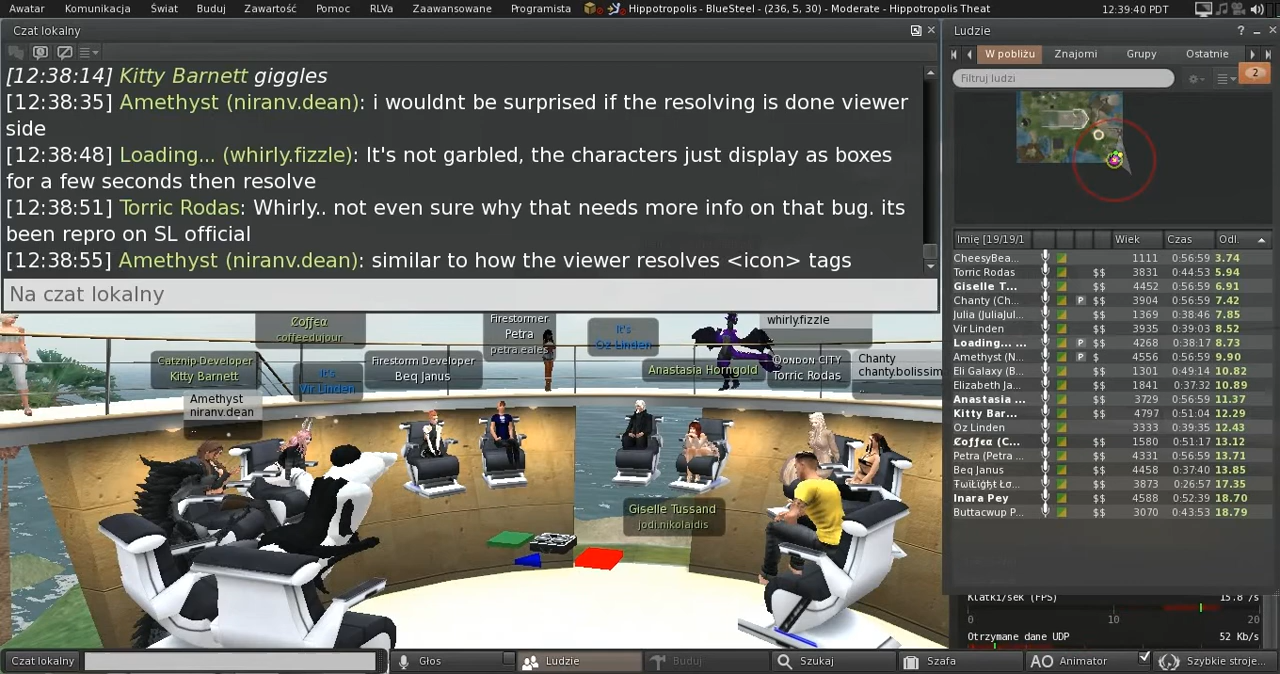 Awatar Komunikacja Świat Buduj Zawartość Pomoc RLVa Zaawansowane Programista Hippotropolis - BlueSteel - (236, 5, 30) - Moderate - Hippotropolis Theat 12:39:40 PDT
Czat lokalny
[12:38:14] Kitty Barnett giggles
[12:38:35] Amethyst (niranv.dean): i wouldnt be surprised if the resolving is done viewer
side
[12:38:48] Loading... (whirly.fizzle): It's not garbled, the characters just display as boxes
for a few seconds then resolve
[12:38:51] Torric Rodas: Whirly.. not even sure why that needs more info on that bug. its
been repro on SL official
[12:38:55] Amethyst (niranv.dean): similar to how the viewer resolves <icon> tags
Na czat lokalny
Coffεα
coffeedujour
Firestormer
Petra
petra.eales
It's
Oz Linden
whirly.fizzle
Catznip Developer
Kitty Barnett
It's
Vir Linden
Firestorm Developer
Beq Janus
Anastasia Horngold
LONDON CITY
Torric Rodas
Chanty
chanty.bolissim
..
Amethyst
niranv.dean
..
Giselle Tussand
jodi.nikolaidis
Ludzie
? _ ×
W pobliżu Znajomi Grupy Ostatnie
Filtruj ludzi
2
Imię [19/19/1 Wiek Czas Odl.
CheesyBea... 1111 0:56:59 3.74
Torric Rodas $$ 3831 0:44:53 5.94
Giselle T... $$ 4452 0:56:59 6.91
Chanty (Ch... P $$ 3904 0:56:59 7.42
Julia (JuliaJul... $$ 1369 0:38:46 7.85
Vir Linden $$ 3935 0:39:03 8.52
Loading... ... P $$ 4268 0:38:17 8.73
Amethyst (N... P $ 4556 0:56:59 9.90
Eli Galaxy (B... $$ 1301 0:49:14 10.82
Elizabeth Ja... $$ 1841 0:37:32 10.89
Anastasia ... $$ 3729 0:56:59 11.37
Kitty Bar... $$ 4797 0:51:04 12.29
Oz Linden 3333 0:39:35 12.43
Coffεα (C... $$ 1580 0:51:17 13.12
Petra (Petra ... $$ 4331 0:56:59 13.71
Beq Janus $$ 4458 0:37:40 13.85
$$ 3873 0:26:57 17.35
Inara Pey $$ 4588 0:52:39 18.70
Buttacwup P... $$ 3070 0:43:53 18.79
Klatki/sek (FPS) 15.8 /s
0 10 20
Otrzymane dane UDP 52 Kb/s
Czat lokalny Głos Ludzie Buduj Szukaj Szafa AO Animator Szybkie stroje...